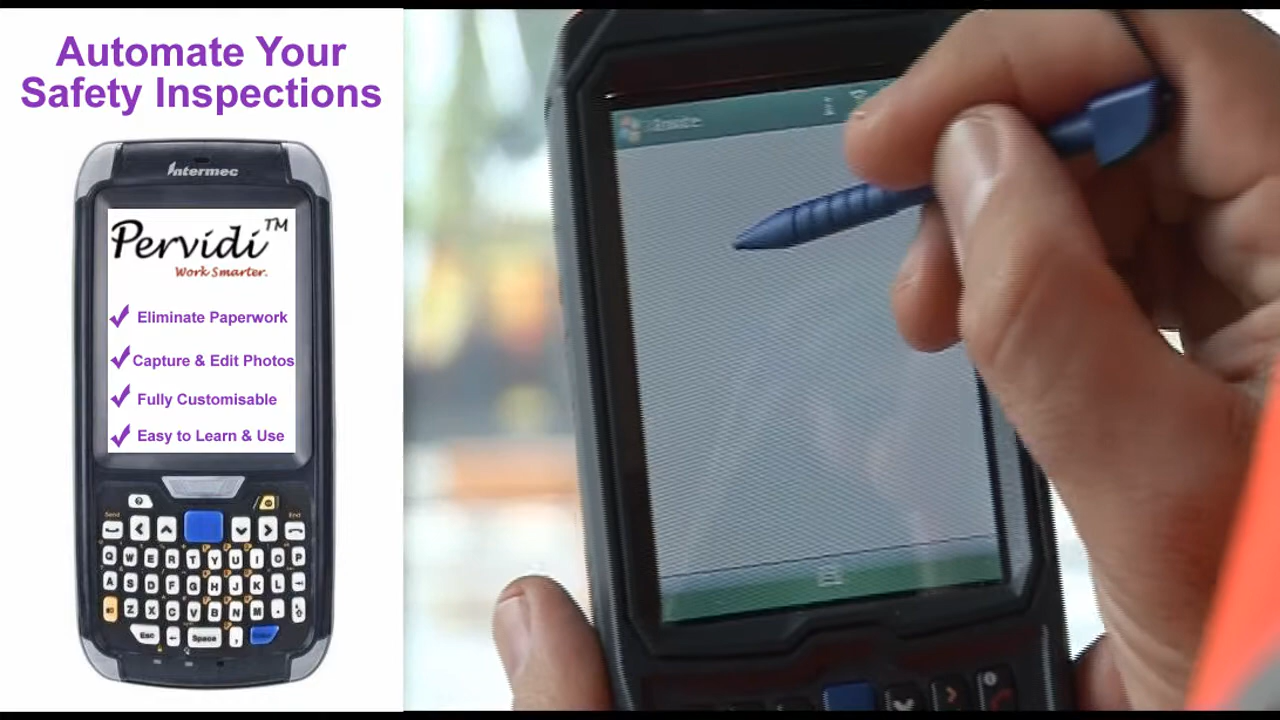 Automate Your
Safety Inspections
Intermec
Pervidi™
Work Smarter.
Eliminate Paperwork
Capture & Edit Photos
Fully Customisable
Easy to Learn & Use
Send
End
Q W E R T Y U I O P
A S D F G H J K L
Z X C V B N M .
Esc Space ,